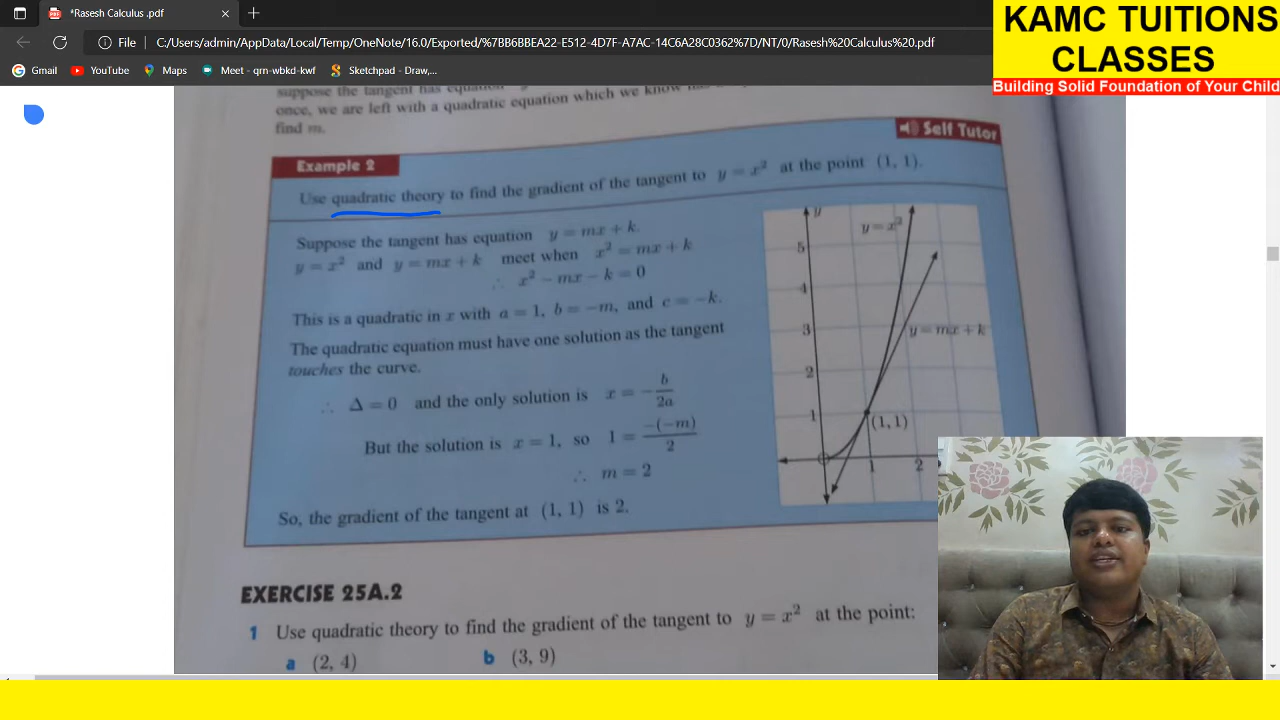 *Rasesh Calculus .pdf
KAMC TUITIONS
CLASSES
Building Solid Foundation of Your Child
File C:/Users/admin/AppData/Local/Temp/OneNote/16.0/Exported/%7BB6BBEA22-E512-4D7F-A7AC-14C6A28C0362%7D/NT/0/Rasesh%20Calculus%20.pdf
Gmail YouTube Maps Meet - qrn-wbkd-kwf Sketchpad - Draw,...
suppose the tangent has equation
once, we are left with a quadratic equation which we know
find m.
Self Tutor
Example 2
Use quadratic theory to find the gradient of the tangent to y = x² at the point (1, 1).
Suppose the tangent has equation y = mx + k.
y = x² and y = mx + k meet when x² = mx + k
∴ x² − mx − k = 0
This is a quadratic in x with a = 1, b = −m, and c = −k.
The quadratic equation must have one solution as the tangent
touches the curve.
∴ Δ = 0 and the only solution is x = − b/2a
But the solution is x = 1, so 1 = −(−m)/2
∴ m = 2
So, the gradient of the tangent at (1, 1) is 2.
y
y = x²
5
4
3
y = mx + k
2
1
(1, 1)
1 2
EXERCISE 25A.2
1 Use quadratic theory to find the gradient of the tangent to y = x² at the point:
a (2, 4) b (3, 9)